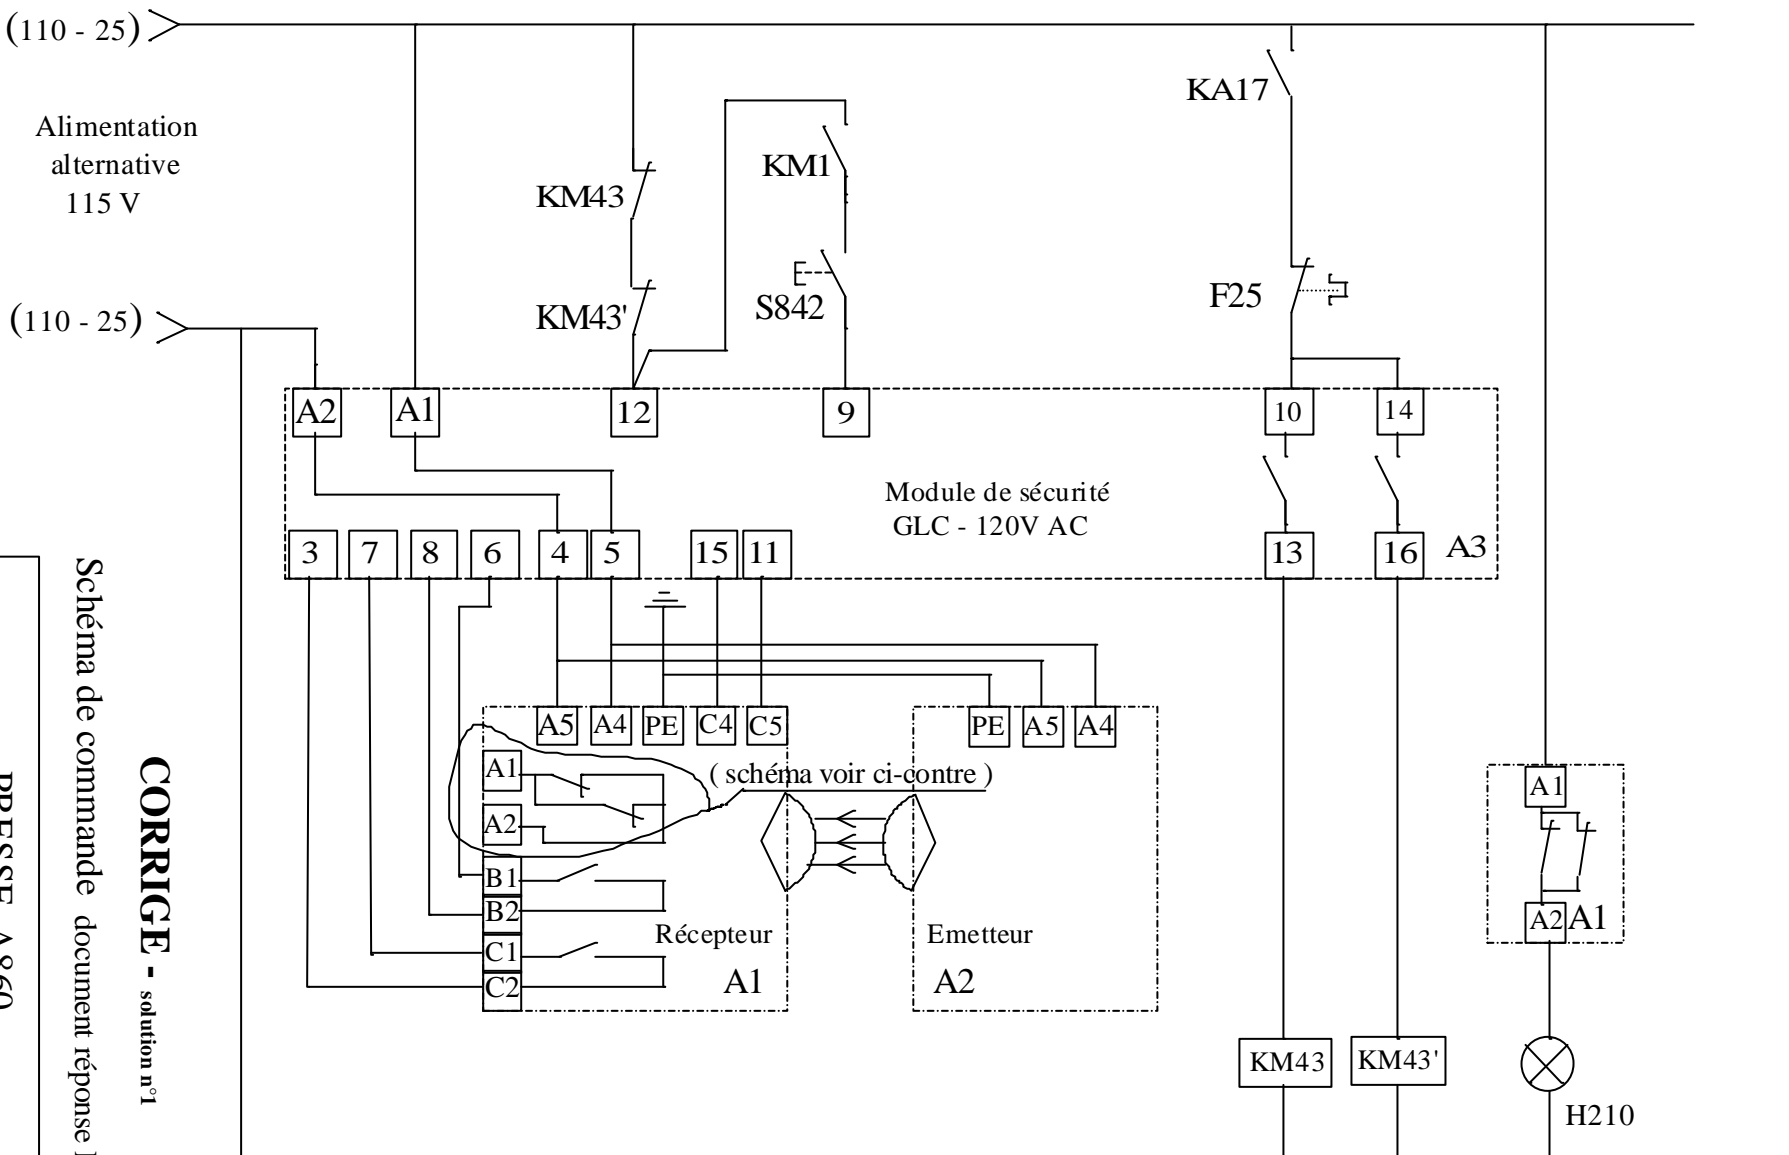 (110 - 25)
Alimentation
alternative
115 V
(110 - 25)
KM43
KM43'
KM1
S842
KA17
F25
A2
A1
12
9
10
14
Module de sécurité
GLC - 120V AC
3
7
8
6
4
5
15
11
13
16
A3
A5
A4
PE
C4
C5
PE
A5
A4
A1
A2
B1
B2
C1
C2
( schéma voir ci-contre )
Récepteur
A1
Emetteur
A2
A1
A2
A1
KM43
KM43'
H210
CORRIGE - solution n°1
Schéma de commande document réponse
PRESSE A860